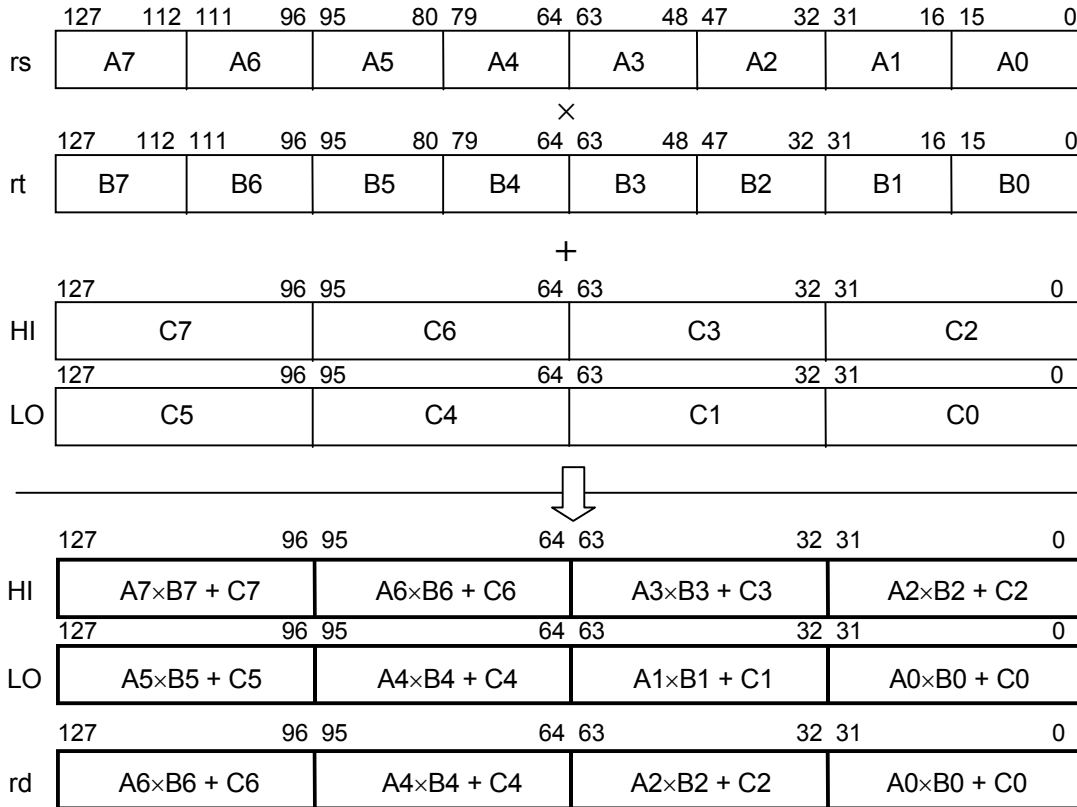 127 112 111 96 95 80 79 64 63 48 47 32 31 16 15 0
rs A7 A6 A5 A4 A3 A2 A1 A0
×
127 112 111 96 95 80 79 64 63 48 47 32 31 16 15 0
rt B7 B6 B5 B4 B3 B2 B1 B0
+
127 96 95 64 63 32 31 0
HI C7 C6 C3 C2
127 96 95 64 63 32 31 0
LO C5 C4 C1 C0
127 96 95 64 63 32 31 0
HI A7×B7 + C7 A6×B6 + C6 A3×B3 + C3 A2×B2 + C2
127 96 95 64 63 32 31 0
LO A5×B5 + C5 A4×B4 + C4 A1×B1 + C1 A0×B0 + C0
127 96 95 64 63 32 31 0
rd A6×B6 + C6 A4×B4 + C4 A2×B2 + C2 A0×B0 + C0